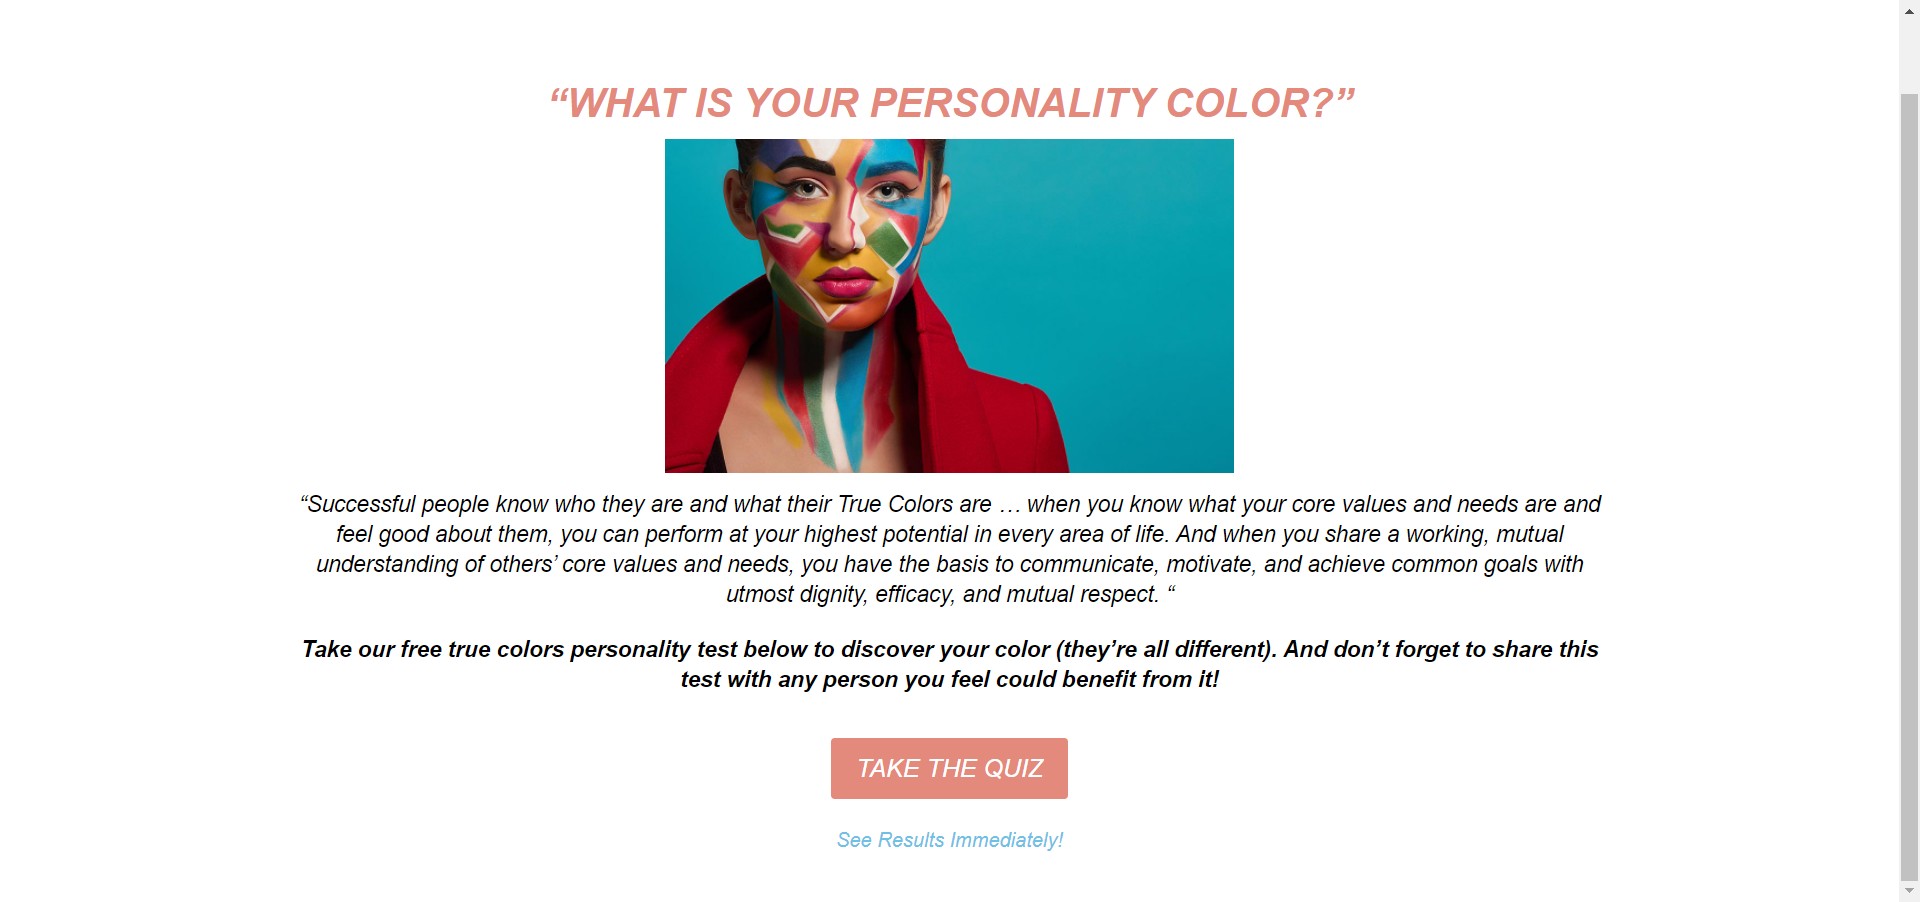 “WHAT IS YOUR PERSONALITY COLOR?”
“Successful people know who they are and what their True Colors are … when you know what your core values and needs are and
feel good about them, you can perform at your highest potential in every area of life. And when you share a working, mutual
understanding of others’ core values and needs, you have the basis to communicate, motivate, and achieve common goals with
utmost dignity, efficacy, and mutual respect. “
Take our free true colors personality test below to discover your color (they’re all different). And don’t forget to share this
test with any person you feel could benefit from it!
TAKE THE QUIZ
See Results Immediately!